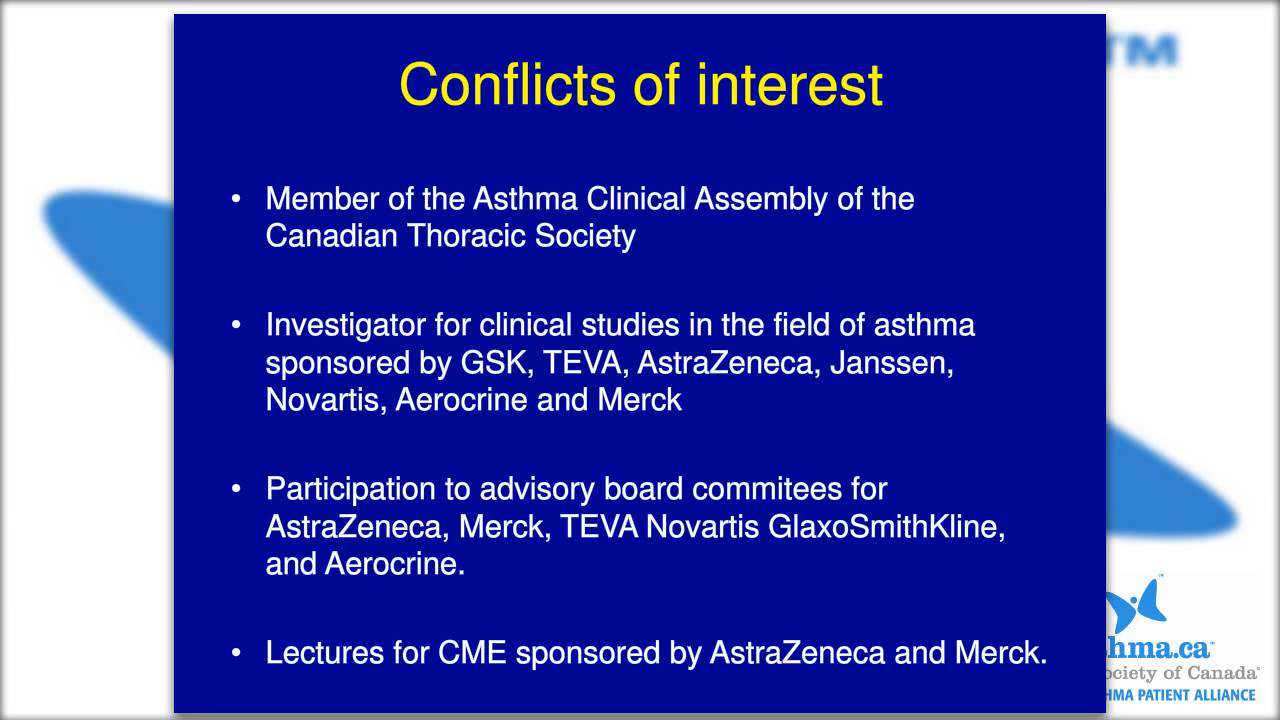 TM
Conflicts of interest
• Member of the Asthma Clinical Assembly of the
Canadian Thoracic Society
• Investigator for clinical studies in the field of asthma
sponsored by GSK, TEVA, AstraZeneca, Janssen,
Novartis, Aerocrine and Merck
• Participation to advisory board commitees for
AstraZeneca, Merck, TEVA Novartis GlaxoSmithKline,
and Aerocrine.
• Lectures for CME sponsored by AstraZeneca and Merck.
hma.ca
ociety of Canada
HMA PATIENT ALLIANCE